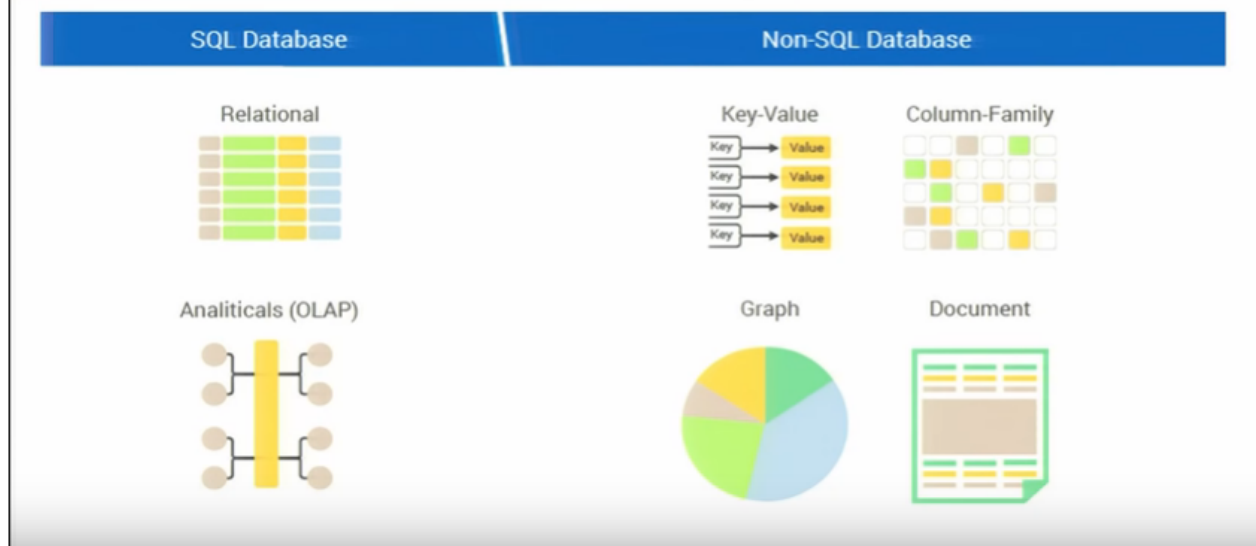 SQL Database
Non-SQL Database
Relational
Key-Value
Column-Family
Key
Value
Key
Value
Key
Value
Key
Value
Analiticals (OLAP)
Graph
Document